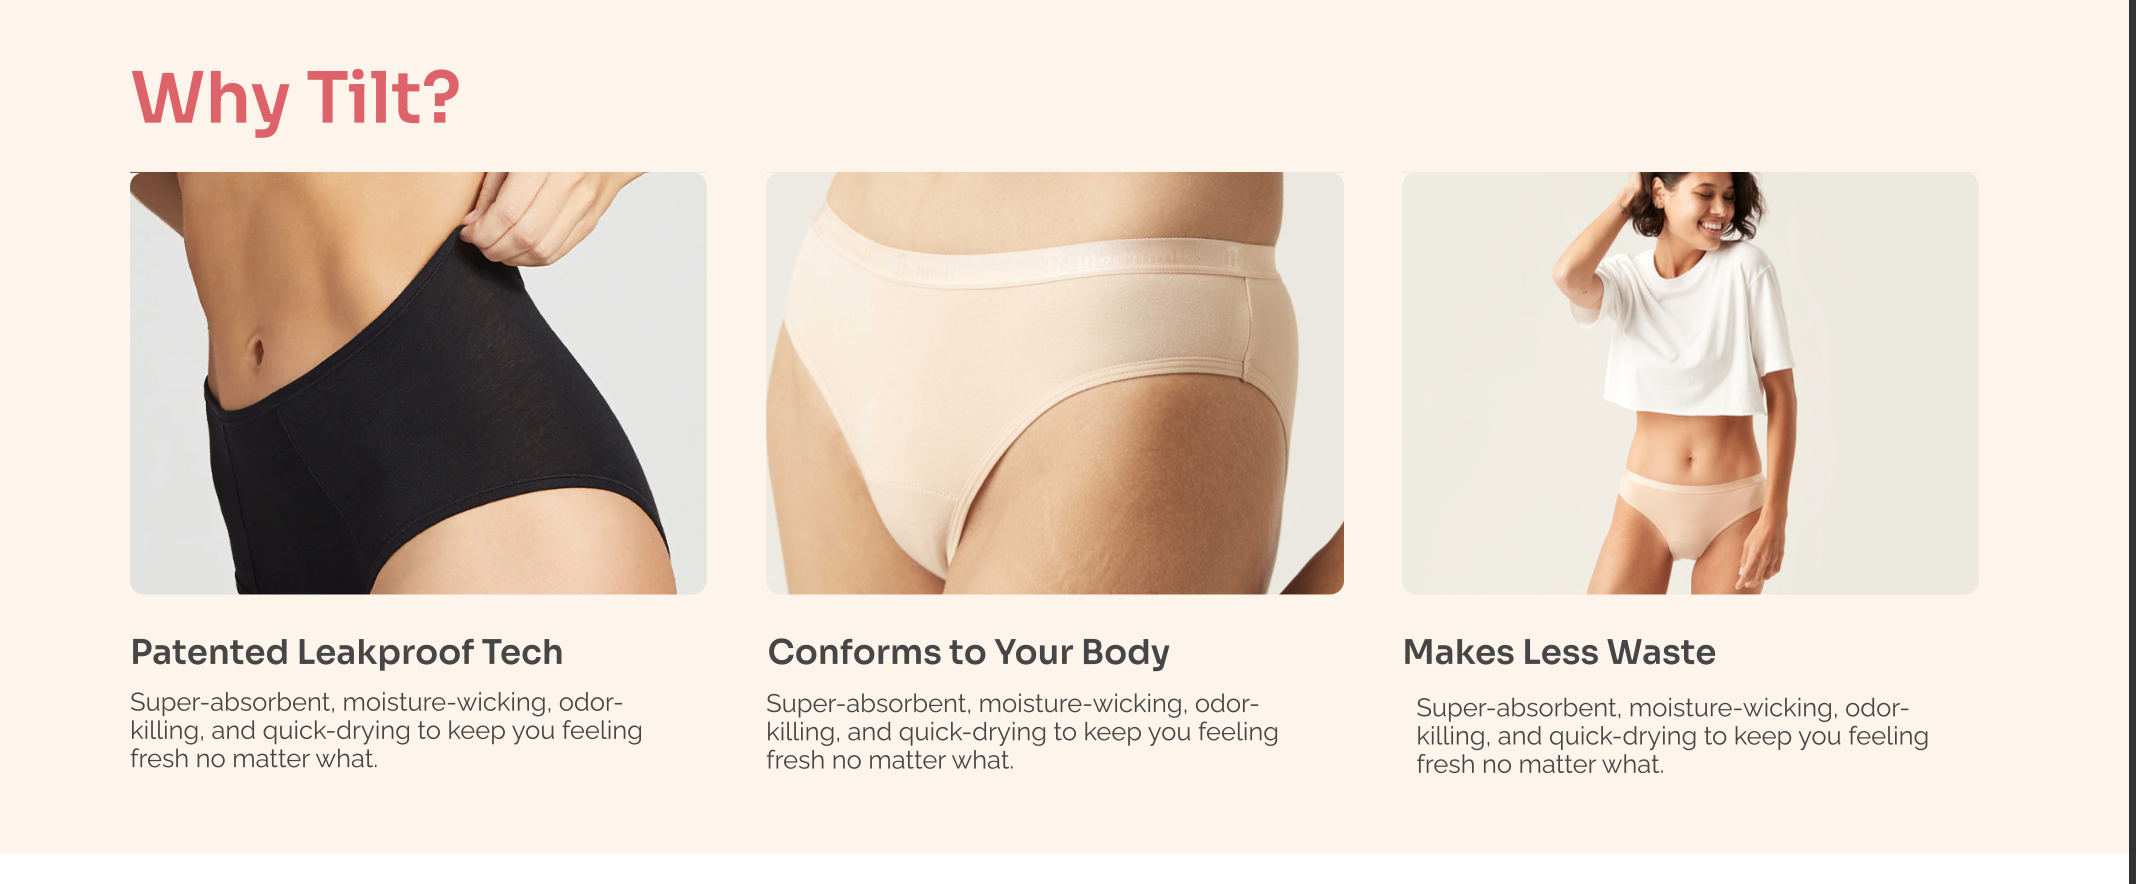 Why Tilt?
Patented Leakproof Tech
Super-absorbent, moisture-wicking, odor-
killing, and quick-drying to keep you feeling
fresh no matter what.
Conforms to Your Body
Super-absorbent, moisture-wicking, odor-
killing, and quick-drying to keep you feeling
fresh no matter what.
Makes Less Waste
Super-absorbent, moisture-wicking, odor-
killing, and quick-drying to keep you feeling
fresh no matter what.